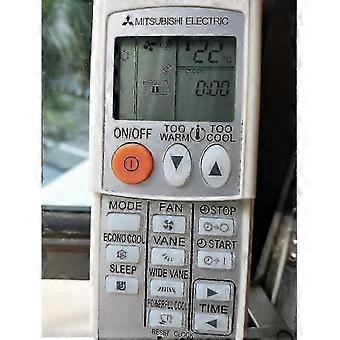 MITSUBISHI ELECTRIC
22°C
CLOCK
0:00
ON/OFF
TOO WARM
TOO COOL
MODE
FAN
STOP
ECONO COOL
VANE
START
SLEEP
WIDE VANE
POWERFUL COOL
TIME
RESET CLOCK